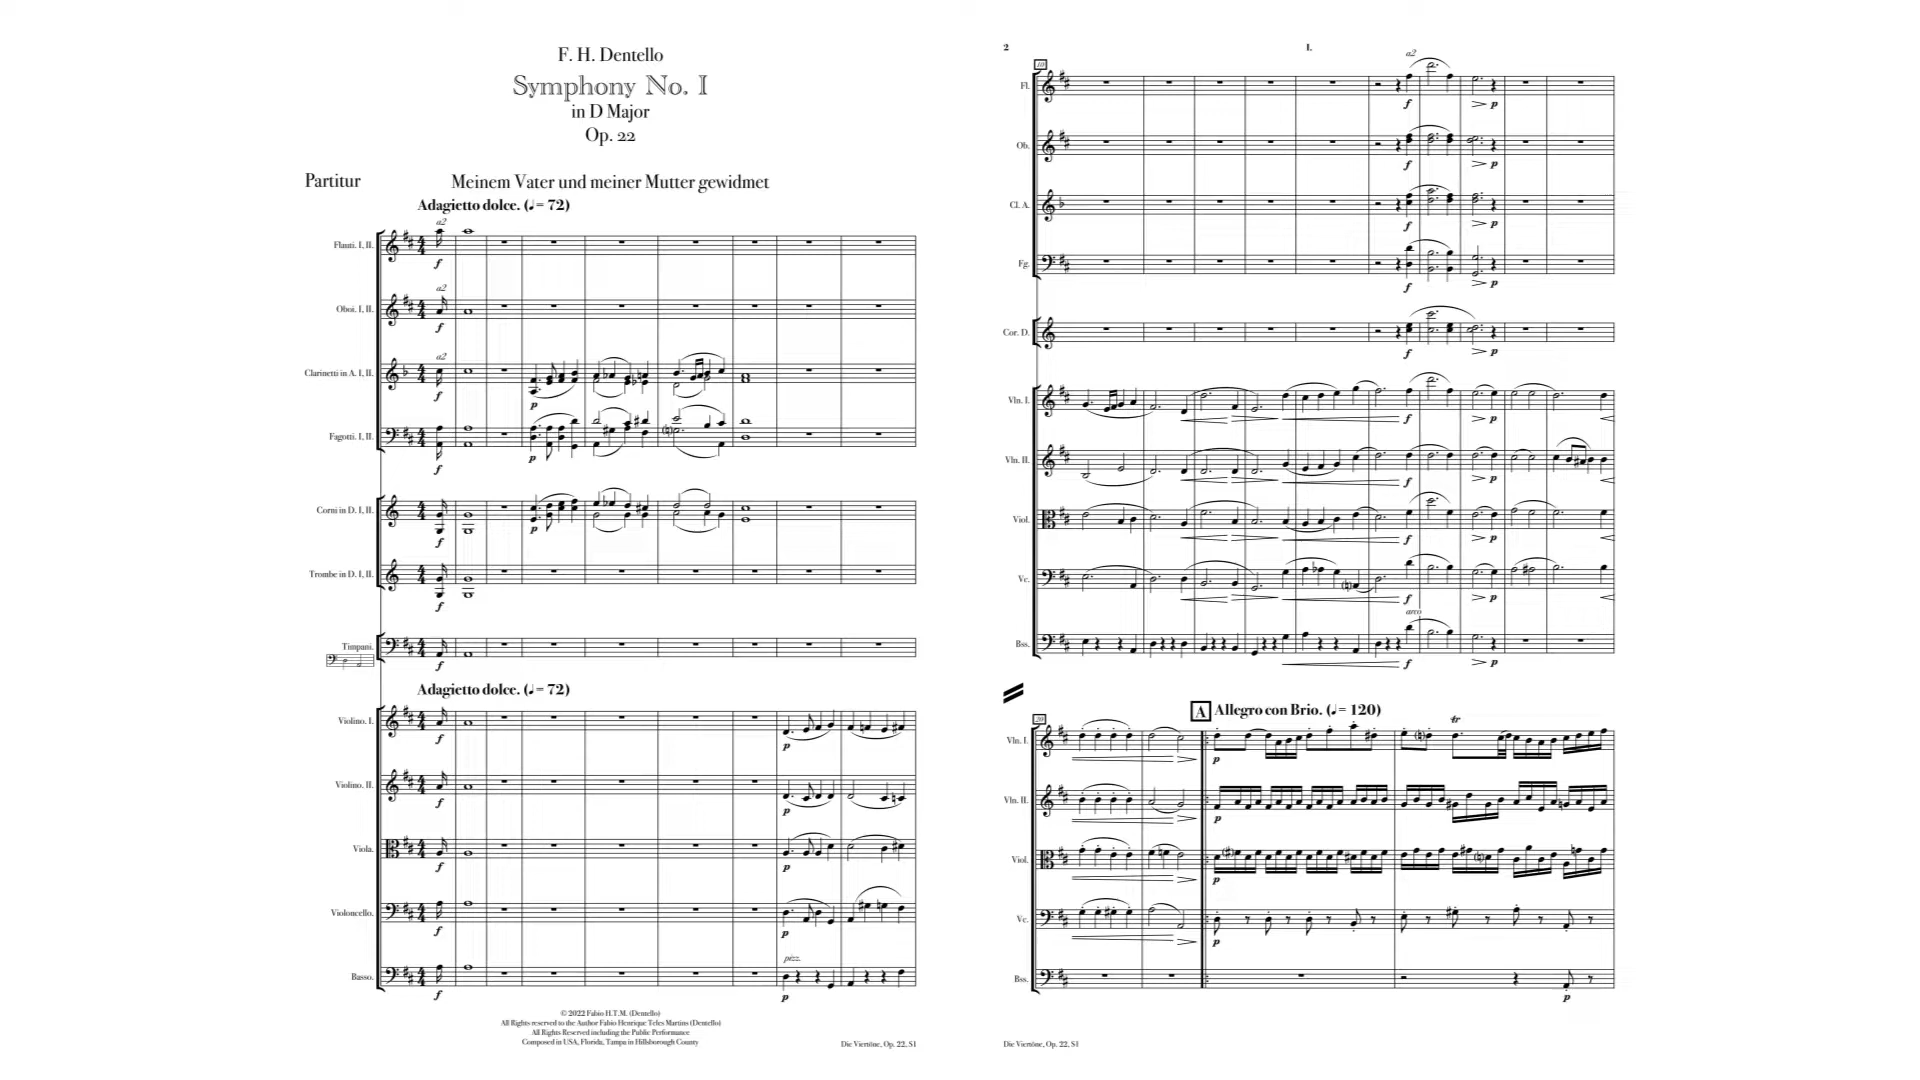 F. H. Dentello
Symphony No. I
in D Major
Op. 22
Partitur
Meinem Vater und meiner Mutter gewidmet
Adagietto dolce. (♩= 72)
a2
Flauti. I, II.
f
a2
Oboi. I, II.
f
a2
Clarinetti in A. I, II.
f
p
Fagotti. I, II.
f
p
Corni in D. I, II.
f
p
Trombe in D. I, II.
f
Timpani.
f
Adagietto dolce. (♩= 72)
Violino. I.
f
p
Violino. II.
f
p
Viola.
f
p
Violoncello.
f
p
pizz.
Basso.
f
p
© 2022 Fabio H.T.M. (Dentello)
All Rights reserved to the Author Fabio Henrique Teles Martins (Dentello)
All Rights Reserved including the Public Performance
Composed in USA, Florida, Tampa in Hillsborough County
Die Viertöne, Op. 22, S1
2
I.
10
a2
Fl.
f p
Ob.
f p
Cl. A.
f p
Fg.
f p
Cor. D.
f p
Vln. I.
f p
Vln. II.
f p
Viol.
f p
Vc.
f p
arco
Bss.
f p
20
A Allegro con Brio. (♩= 120)
tr
Vln. I.
p
Vln. II.
p
Viol.
p
Vc.
p
Bss.
p
Die Viertöne, Op. 22, S1